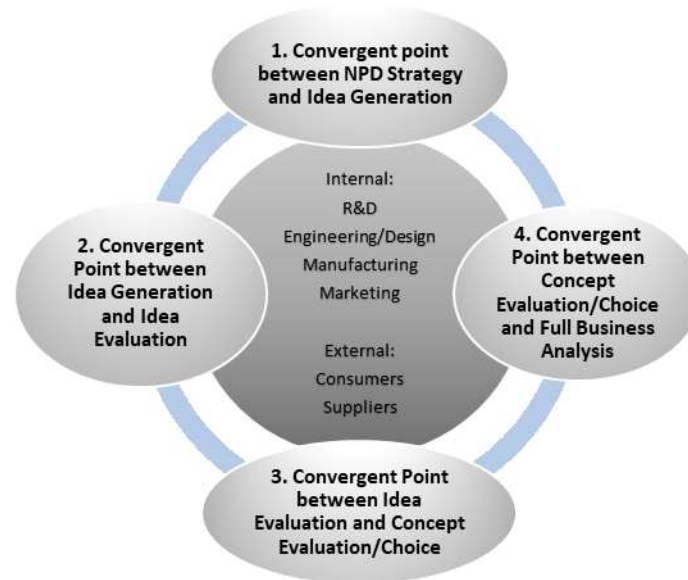 1. Convergent point
between NPD Strategy
and Idea Generation
Internal:
R&D
Engineering/Design
Manufacturing
Marketing
External:
Consumers
Suppliers
2. Convergent
Point between
Idea Generation
and Idea
Evaluation
4. Convergent
Point between
Concept
Evaluation/Choice
and Full Business
Analysis
3. Convergent Point
between Idea
Evaluation and Concept
Evaluation/Choice